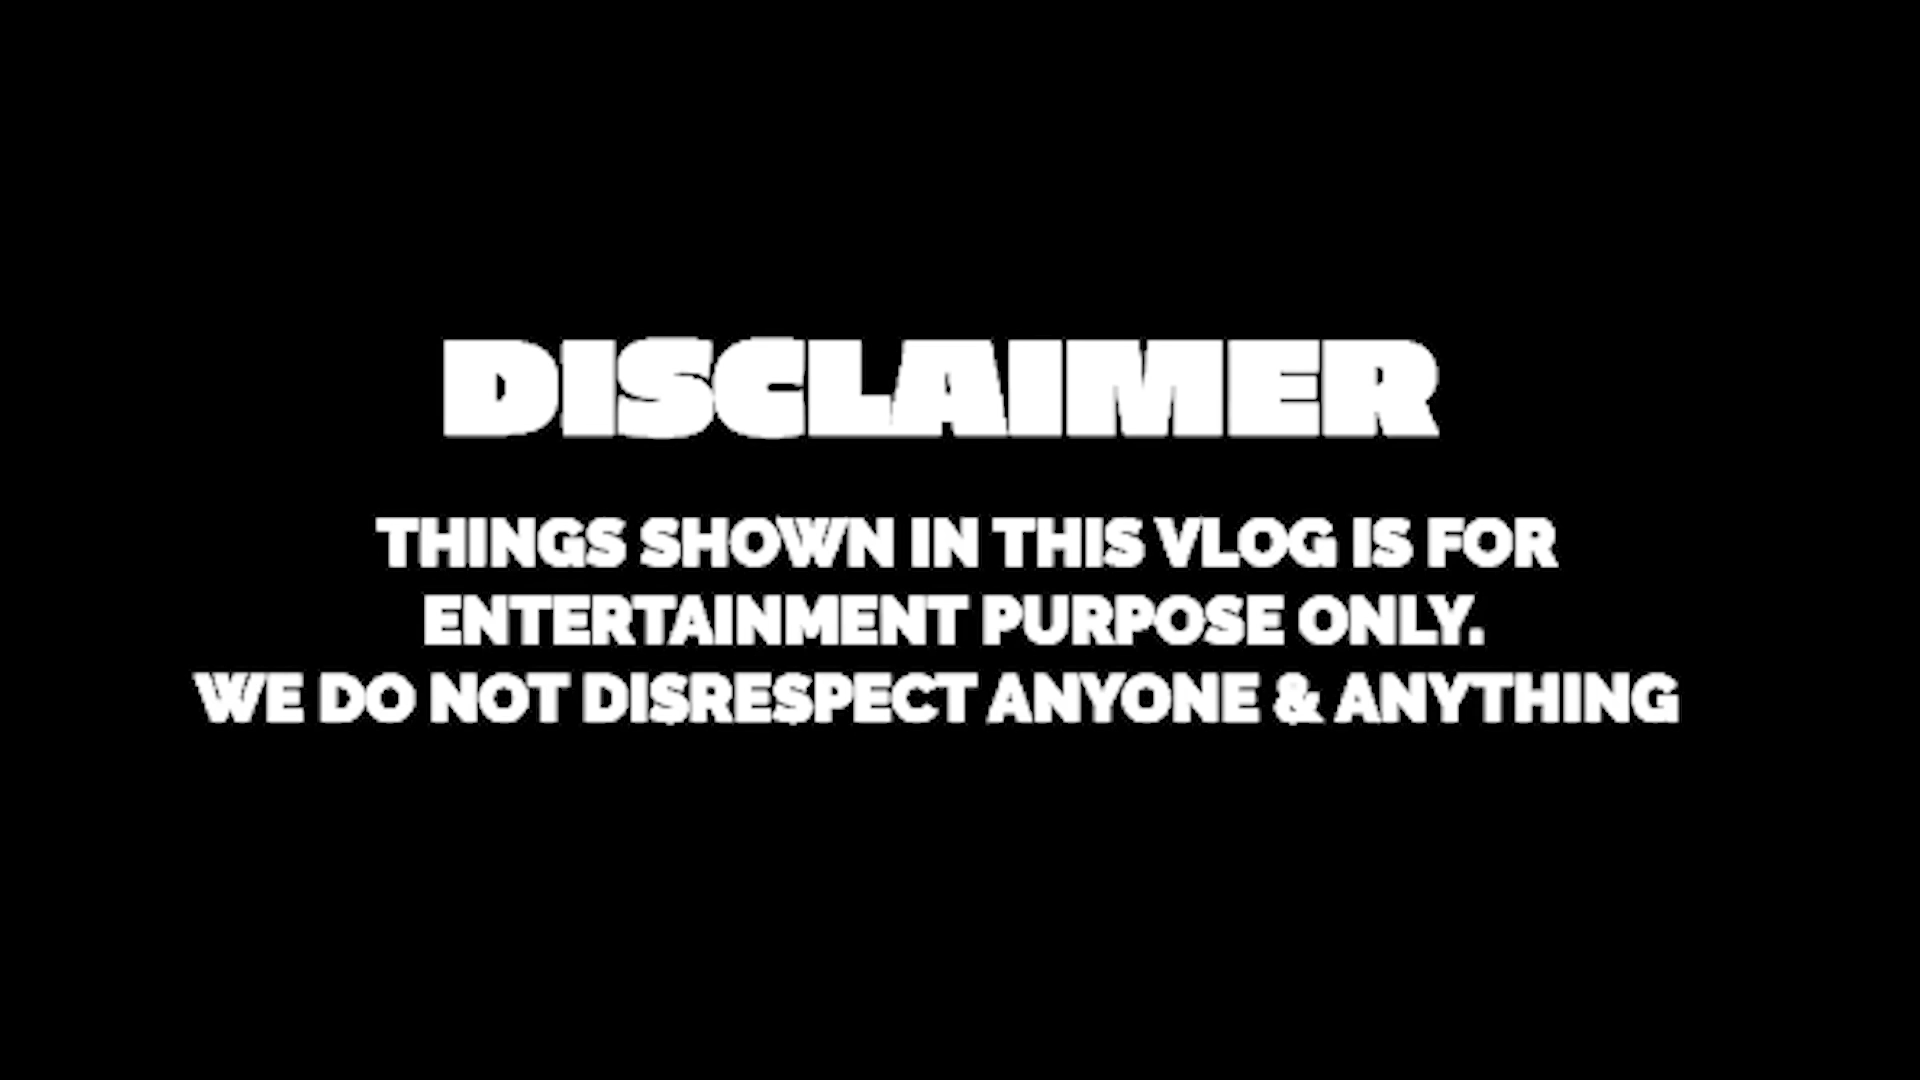 DISCLAIMER
THINGS SHOWN IN THIS VLOG IS FOR
ENTERTAINMENT PURPOSE ONLY.
WE DO NOT DISRESPECT ANYONE & ANYTHING